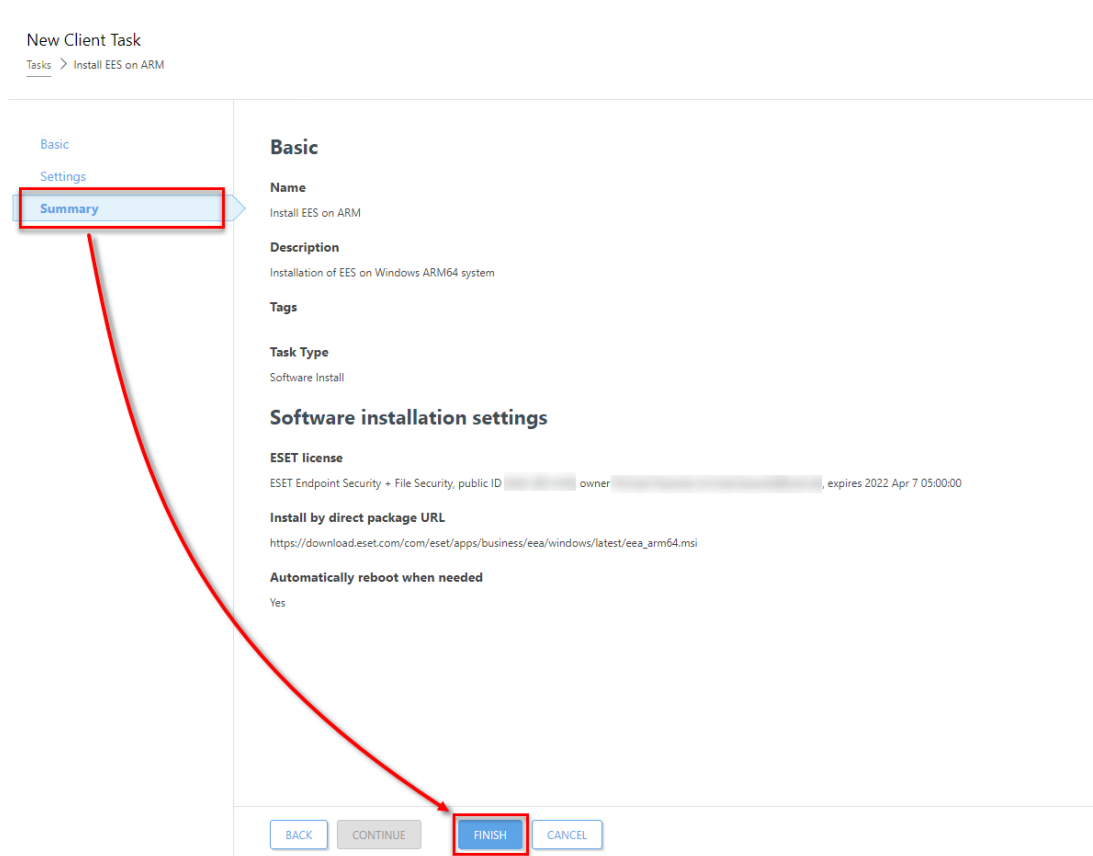 New Client Task
Tasks > Install EES on ARM
Basic
Settings
Summary
Basic
Name
Install EES on ARM
Description
Installation of EES on Windows ARM64 system
Tags
Task Type
Software Install
Software installation settings
ESET license
ESET Endpoint Security + File Security, public ID owner , expires 2022 Apr 7 05:00:00
Install by direct package URL
https://download.eset.com/com/eset/apps/business/eea/windows/latest/eea_arm64.msi
Automatically reboot when needed
Yes
BACK CONTINUE FINISH CANCEL